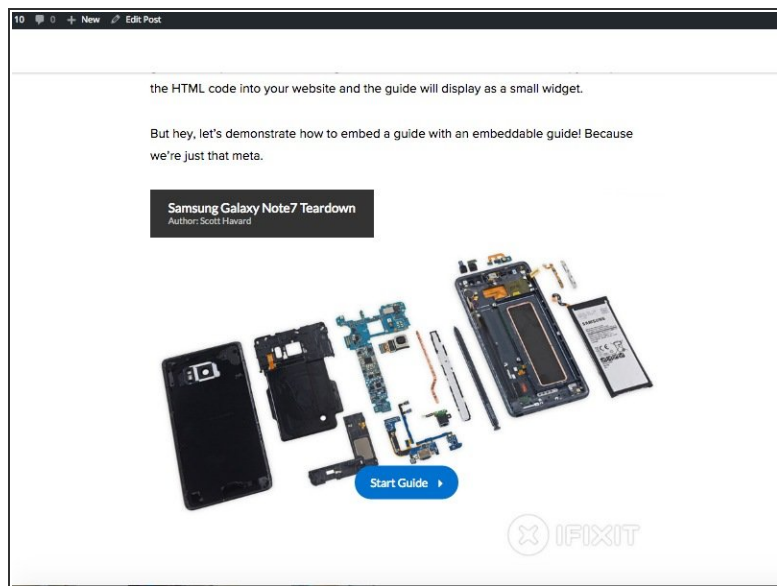 10 0 New Edit Post
the HTML code into your website and the guide will display as a small widget.
But hey, let's demonstrate how to embed a guide with an embeddable guide! Because
we're just that meta.
Samsung Galaxy Note7 Teardown
Author: Scott Havard
SAMSUNG
Start Guide
IFIXIT